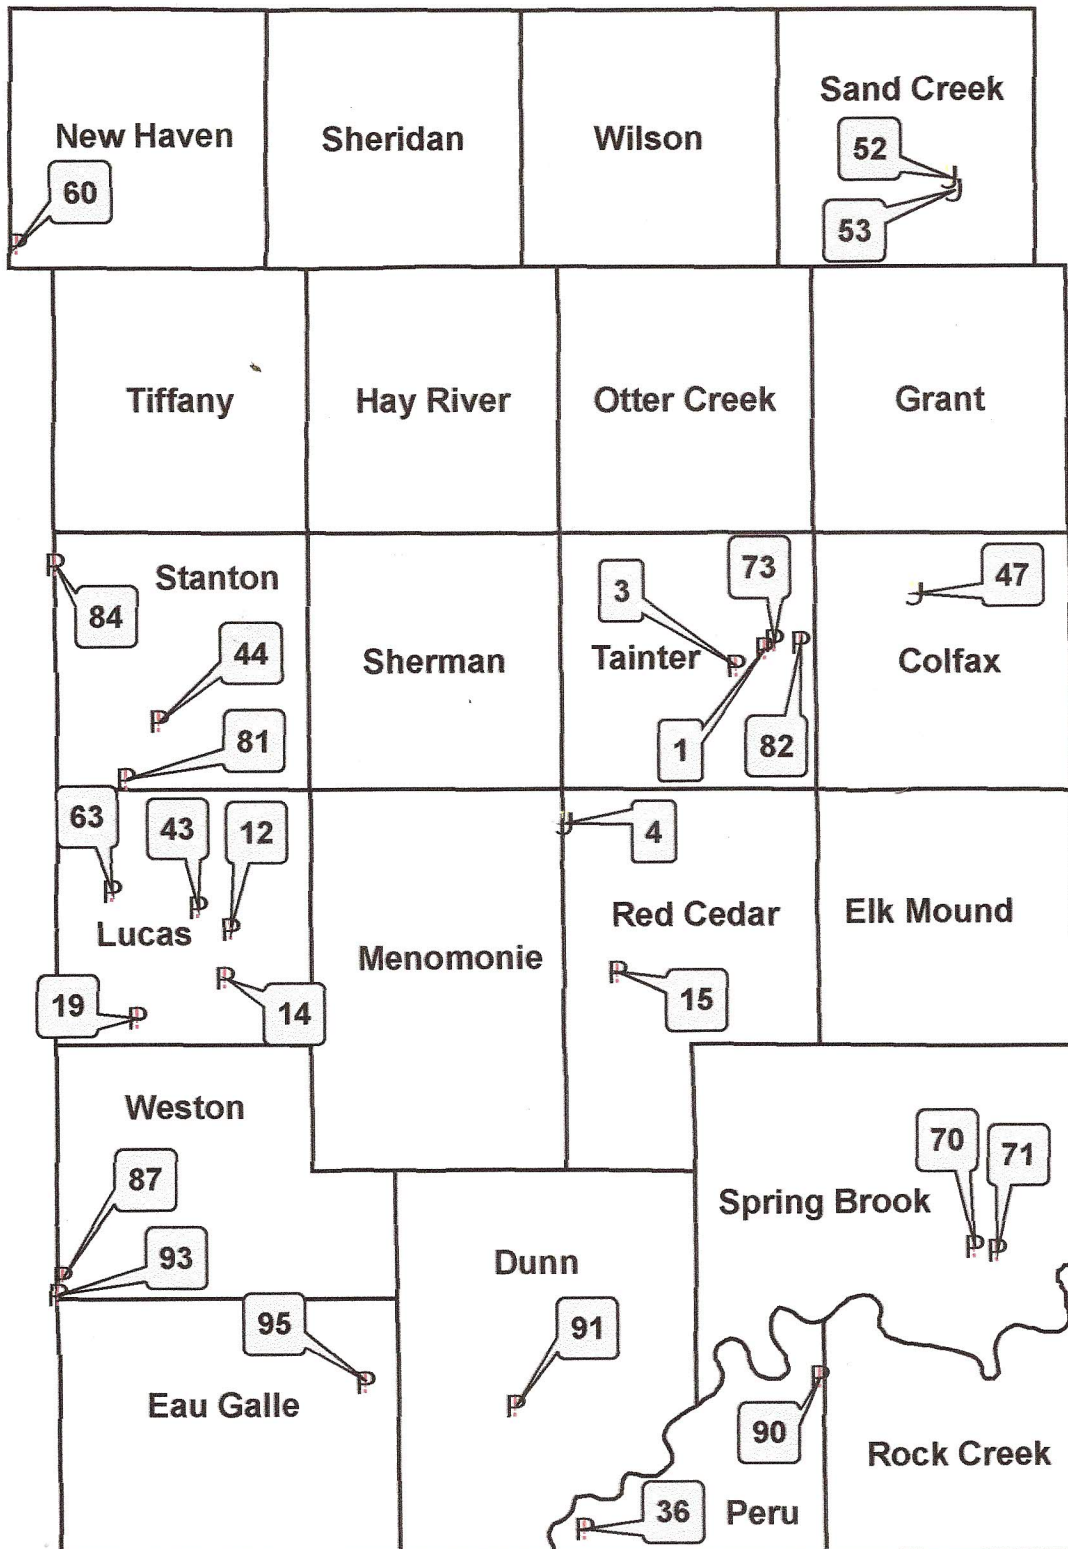 Sand Creek
New Haven
Sheridan
Wilson
52
60
J
J
53
P
Tiffany
Hay River
Otter Creek
Grant
P
Stanton
84
3
73
47
J
44
Sherman
Tainter
P
P
P
P
Colfax
P
81
1
82
P
63
43
12
J
4
P
P
P
Lucas
Red Cedar
Elk Mound
Menomonie
P
14
P
15
19
P
Weston
70
71
87
Spring Brook
P
P
P
93
P
Dunn
95
91
P
P
P
Eau Galle
90
Rock Creek
36
P
Peru